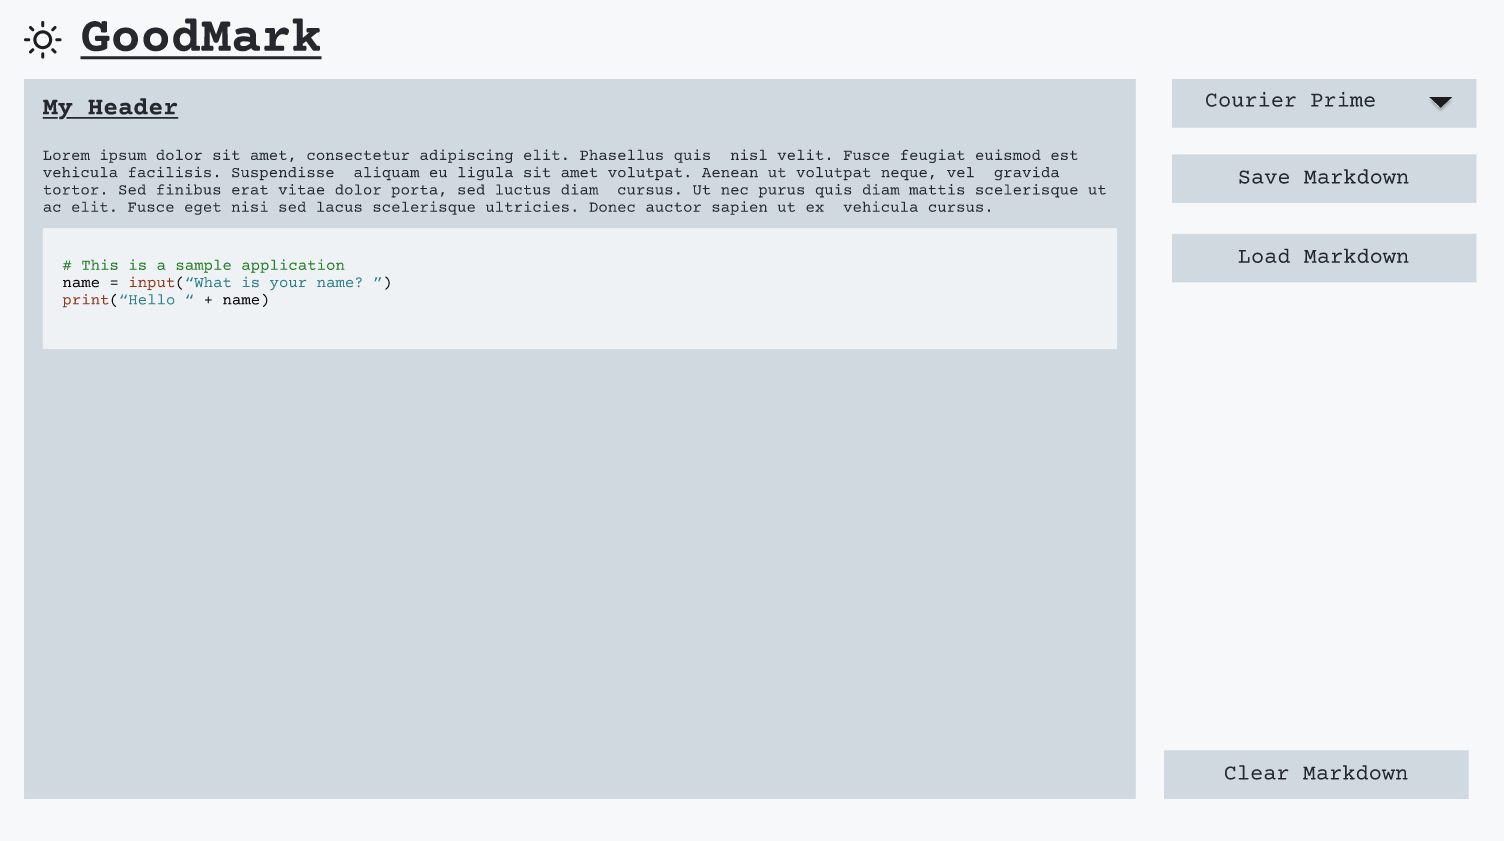 GoodMark
My Header
Lorem ipsum dolor sit amet, consectetur adipiscing elit. Phasellus quis  nisl velit. Fusce feugiat euismod est
vehicula facilisis. Suspendisse  aliquam eu ligula sit amet volutpat. Aenean ut volutpat neque, vel  gravida
tortor. Sed finibus erat vitae dolor porta, sed luctus diam  cursus. Ut nec purus quis diam mattis scelerisque ut
ac elit. Fusce eget nisi sed lacus scelerisque ultricies. Donec auctor sapien ut ex  vehicula cursus.
# This is a sample application
name = input(“What is your name? ”)
print(“Hello “ + name)
Courier Prime
Save Markdown
Load Markdown
Clear Markdown